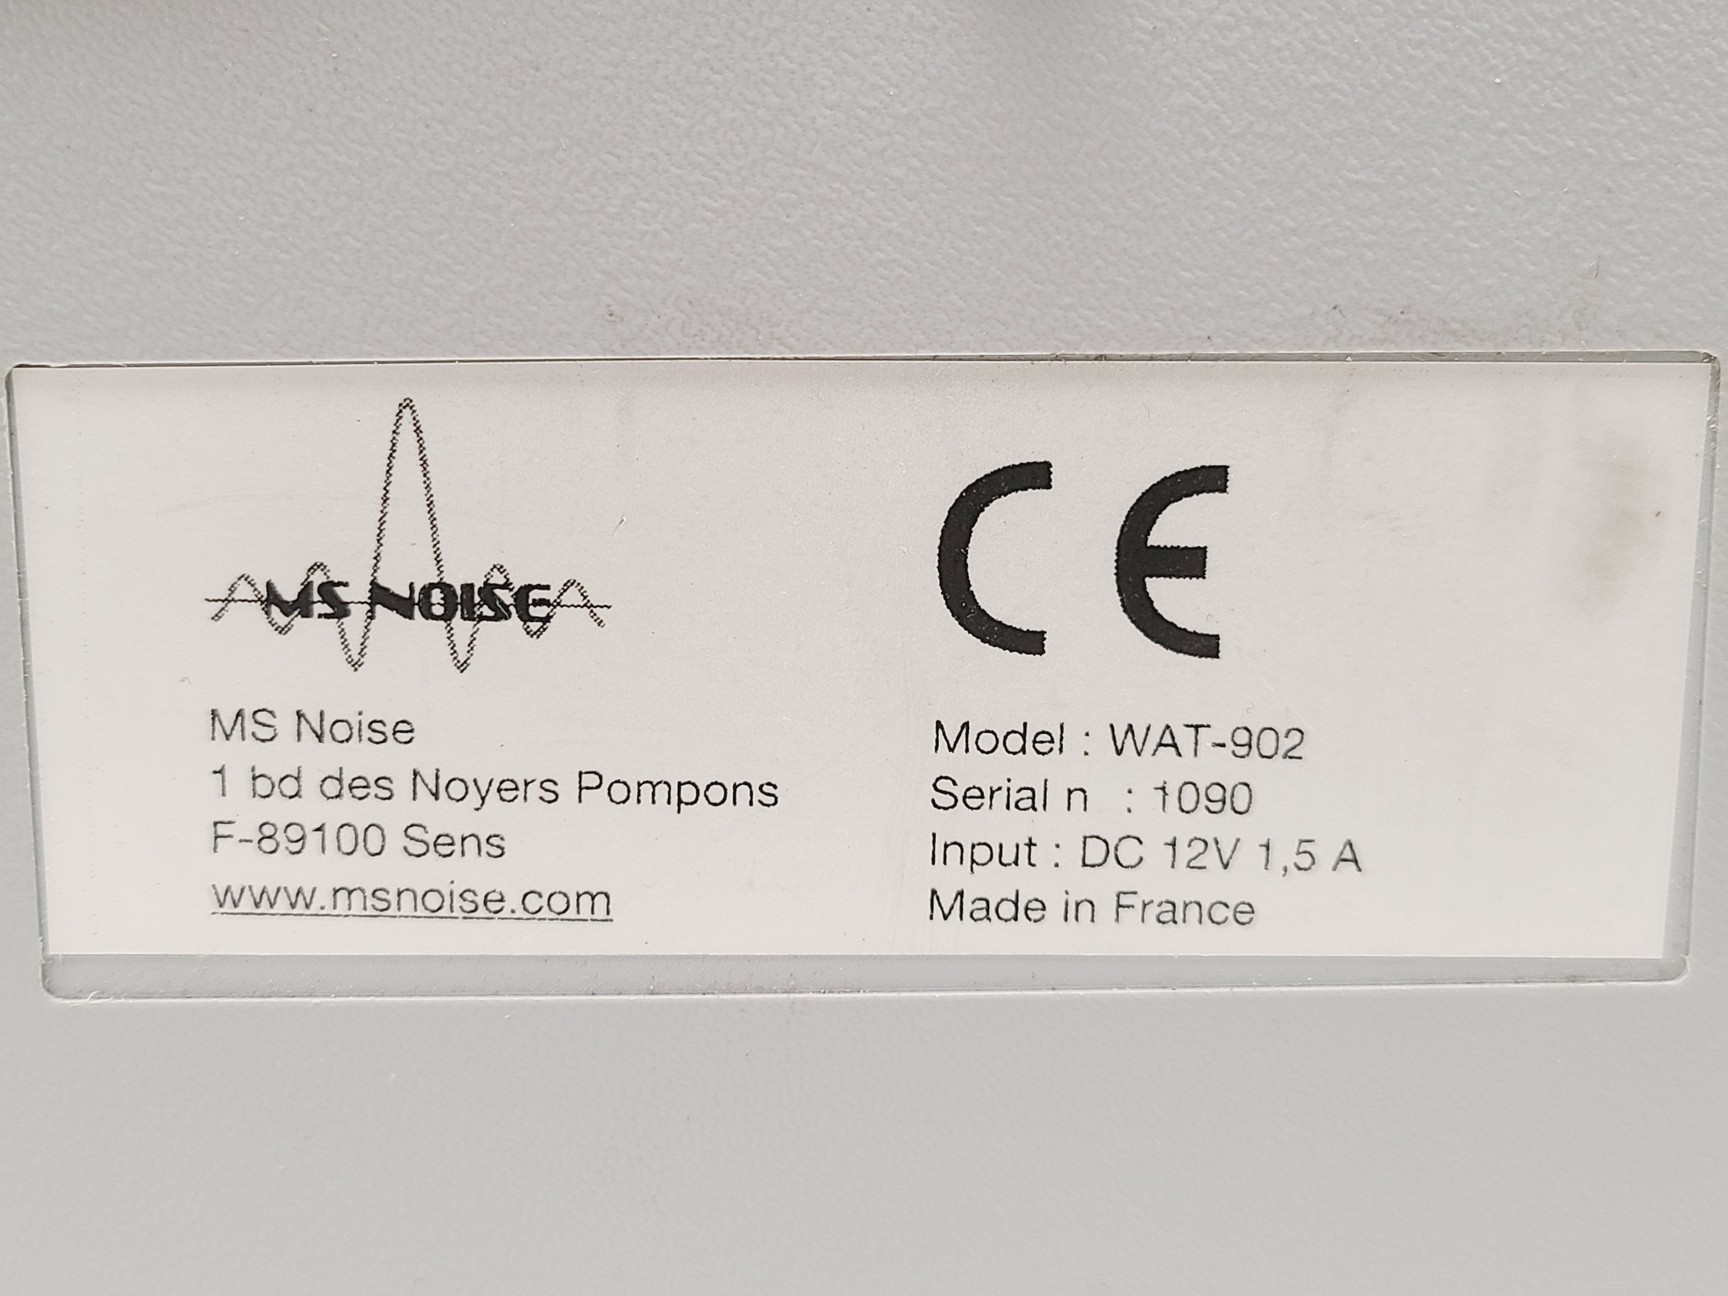 MS NOISE
CE
MS Noise
1 bd des Noyers Pompons
F-89100 Sens
www.msnoise.com
Model : WAT-902
Serial n : 1090
Input : DC 12V 1,5 A
Made in France